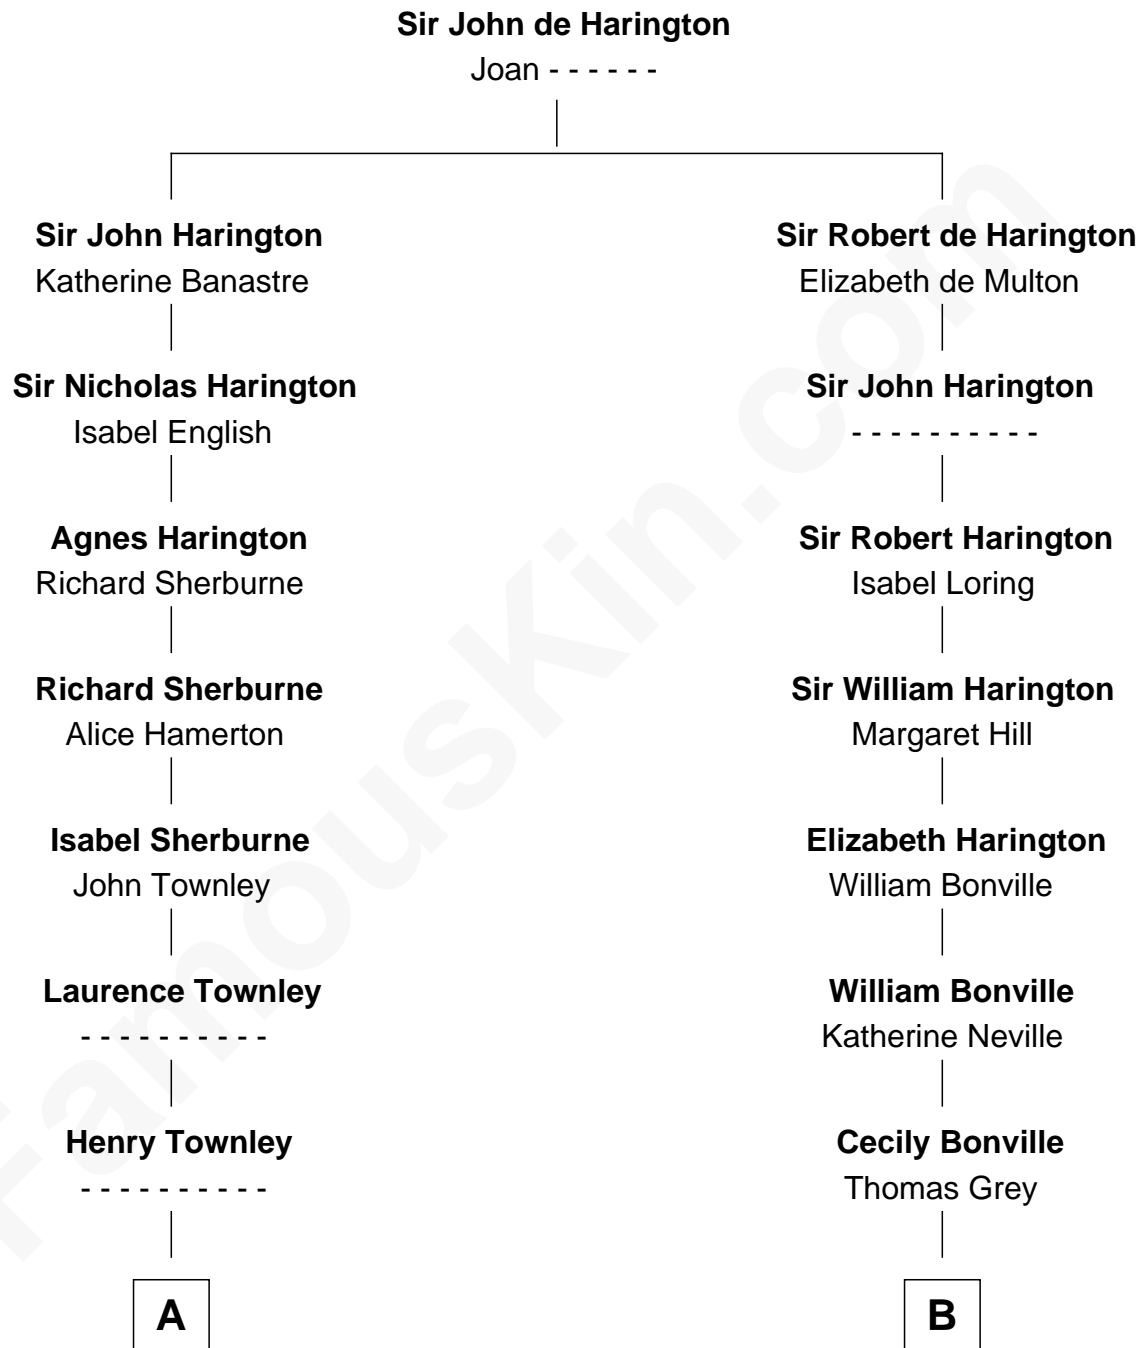 Sir John de Harington
Joan - - - - - -
Sir John Harington
Katherine Banastre
Sir Robert de Harington
Elizabeth de Multon
Sir Nicholas Harington
Isabel English
Sir John Harington
- - - - - - - - - -
Agnes Harington
Richard Sherburne
Sir Robert Harington
Isabel Loring
Richard Sherburne
Alice Hamerton
Sir William Harington
Margaret Hill
Isabel Sherburne
John Townley
Elizabeth Harington
William Bonville
Laurence Townley
- - - - - - - - - -
William Bonville
Katherine Neville
Henry Townley
- - - - - - - - - -
Cecily Bonville
Thomas Grey
A
B
FamousKin.com